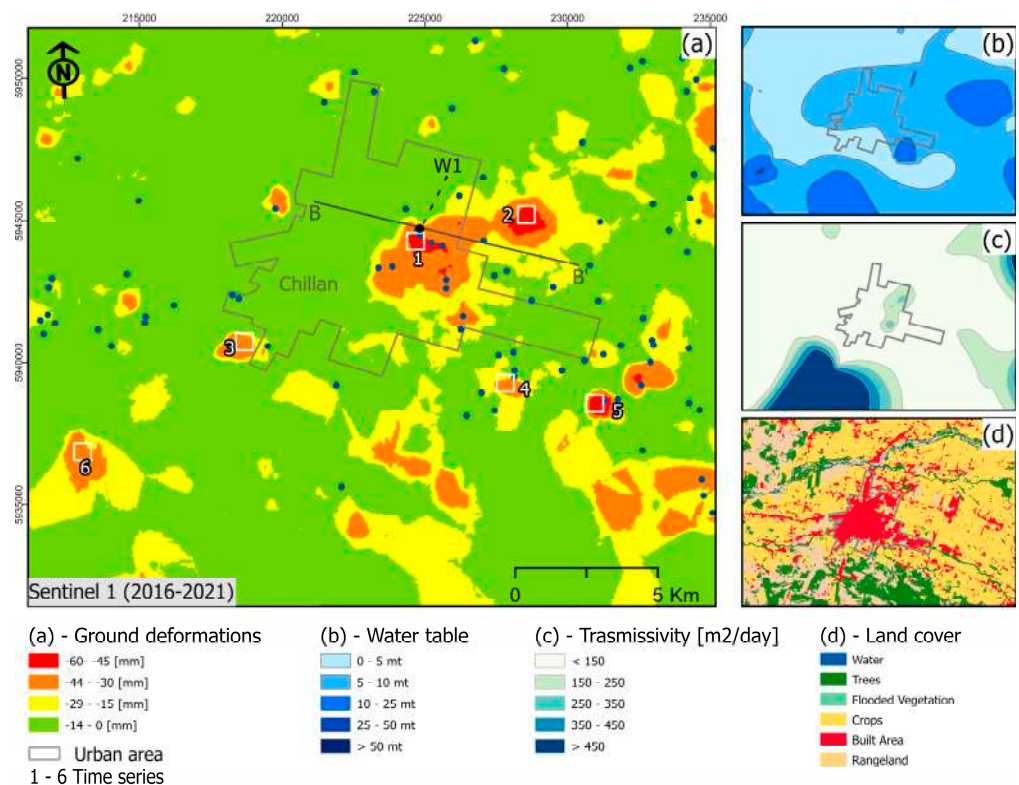 215000 220000 225000 230000 235000
(a)
(b)
(c)
(d)
N
5950000
5945000
5940000
5935000
W1
B
B'
Chillan
1
2
3
4
5
6
Sentinel 1 (2016-2021)
0 5 Km
(a) - Ground deformations
-60 - -45 [mm]
-44 - -30 [mm]
-29 - -15 [mm]
-14 - 0 [mm]
Urban area
1 - 6 Time series
(b) - Water table
0 - 5 mt
5 - 10 mt
10 - 25 mt
25 - 50 mt
> 50 mt
(c) - Trasmissivity [m2/day]
< 150
150 - 250
250 - 350
350 - 450
> 450
(d) - Land cover
Water
Trees
Flooded Vegetation
Crops
Built Area
Rangeland